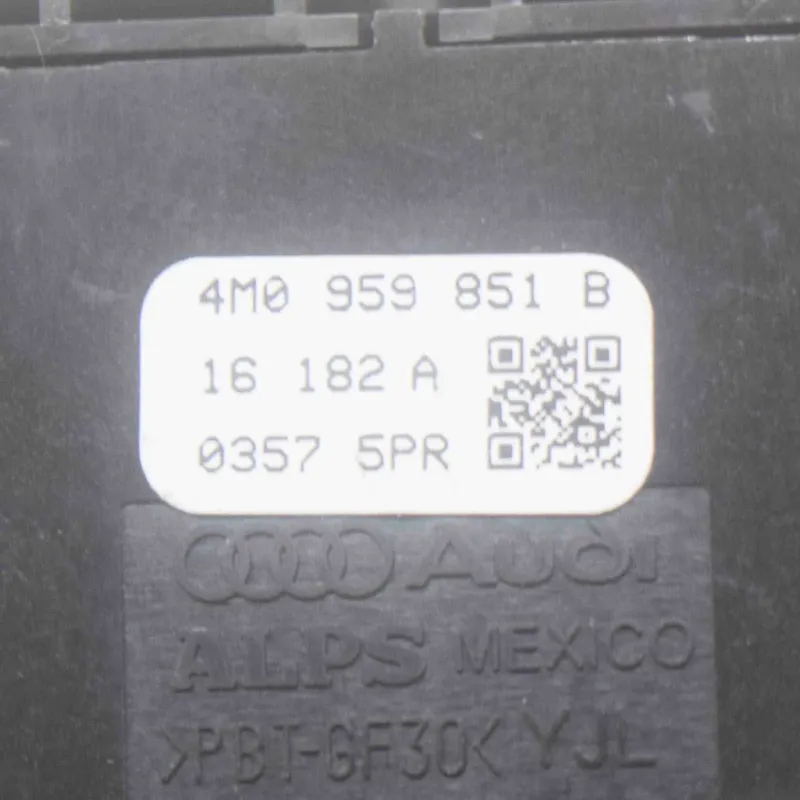 4M0 959 851 B
16 182 A
0357 5PR
AUDI
ALPS MEXICO
>PBT-GF30< YJL